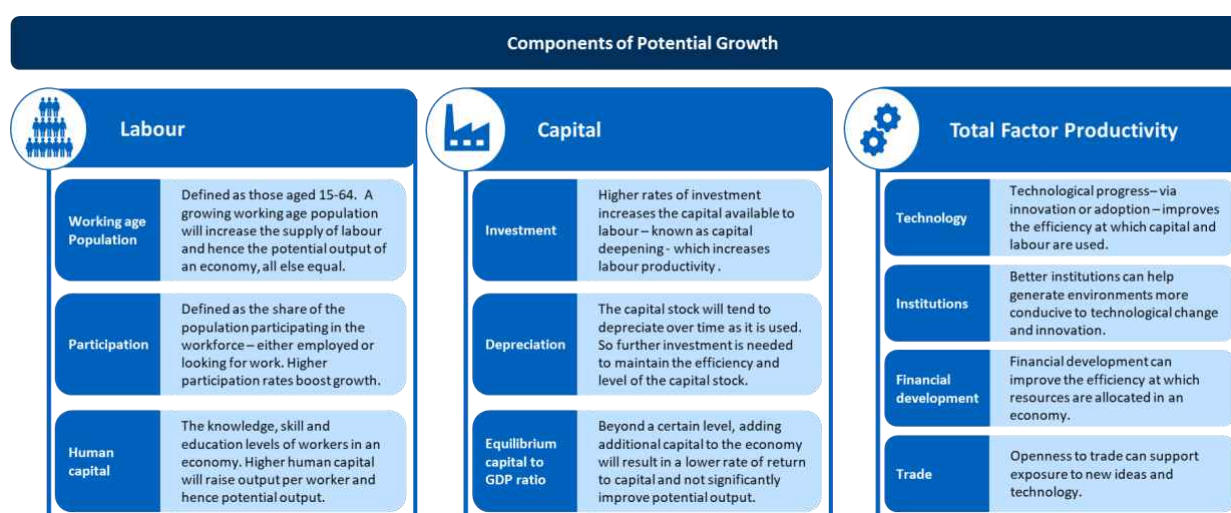 Components of Potential Growth
Labour
Working age
Population
Defined as those aged 15-64. A
growing working age population
will increase the supply of labour
and hence the potential output of
an economy, all else equal.
Participation
Defined as the share of the
population participating in the
workforce – either employed or
looking for work. Higher
participation rates boost growth.
Human
capital
The knowledge, skill and
education levels of workers in an
economy. Higher human capital
will raise output per worker and
hence potential output.
Capital
Investment
Higher rates of investment
increases the capital available to
labour – known as capital
deepening - which increases
labour productivity .
Depreciation
The capital stock will tend to
depreciate over time as it is used.
So further investment is needed
to maintain the efficiency and
level of the capital stock.
Equilibrium
capital to
GDP ratio
Beyond a certain level, adding
additional capital to the economy
will result in a lower rate of return
to capital and not significantly
improve potential output.
Total Factor Productivity
Technology
Technological progress– via
innovation or adoption – improves
the efficiency at which capital and
labour are used.
Institutions
Better institutions can help
generate environments more
conducive to technological change
and innovation.
Financial
development
Financial development can
improve the efficiency at which
resources are allocated in an
economy.
Trade
Openness to trade can support
exposure to new ideas and
technology.